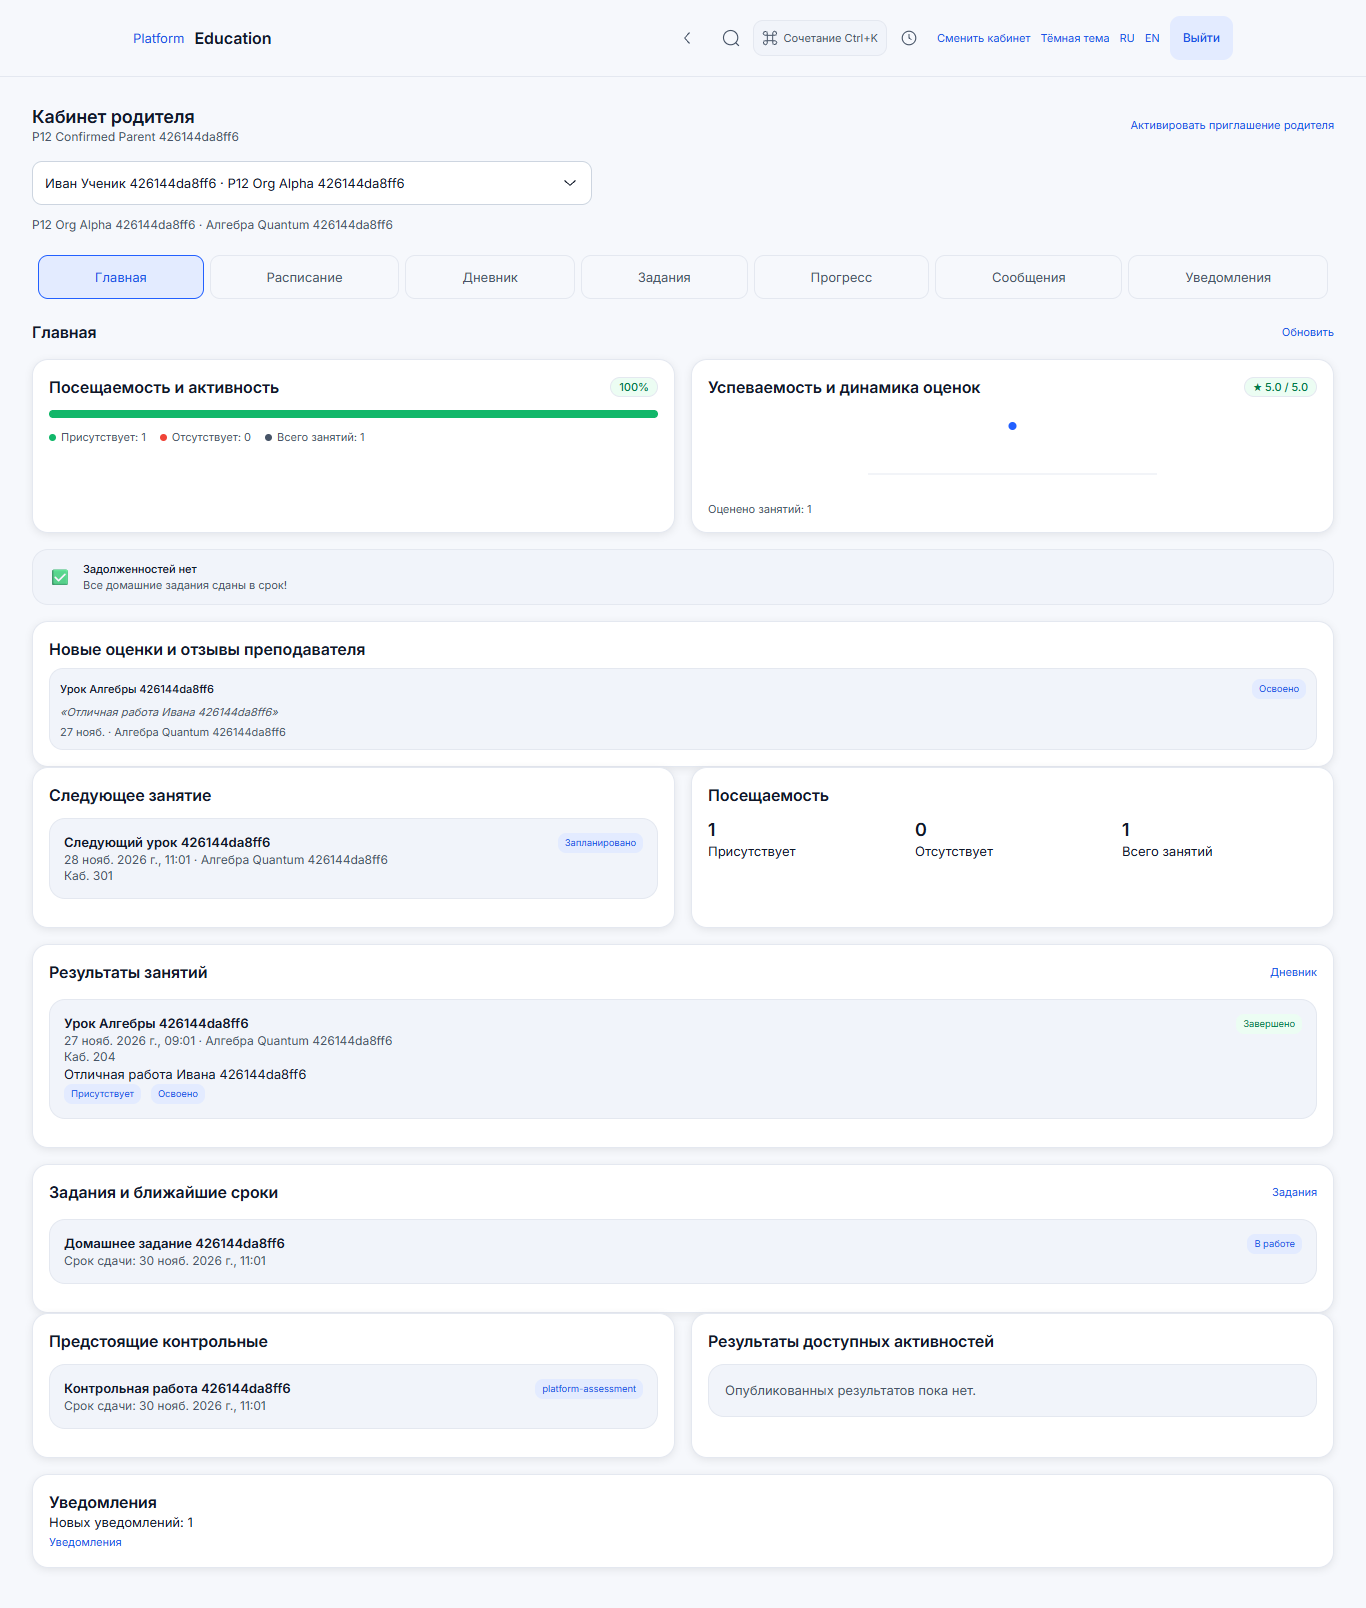 Platform Education
Сочетание Ctrl+K
Сменить кабинет Тёмная тема RU EN Выйти
Кабинет родителя
P12 Confirmed Parent 426144da8ff6
Активировать приглашение родителя
Иван Ученик 426144da8ff6 · P12 Org Alpha 426144da8ff6
P12 Org Alpha 426144da8ff6 · Алгебра Quantum 426144da8ff6
Главная Расписание Дневник Задания Прогресс Сообщения Уведомления
Главная
Обновить
Посещаемость и активность
100%
Присутствует: 1 Отсутствует: 0 Всего занятий: 1
Успеваемость и динамика оценок
★ 5.0 / 5.0
Оценено занятий: 1
Задолженностей нет
Все домашние задания сданы в срок!
Новые оценки и отзывы преподавателя
Урок Алгебры 426144da8ff6
Освоено
«Отличная работа Ивана 426144da8ff6»
27 нояб. · Алгебра Quantum 426144da8ff6
Следующее занятие
Следующий урок 426144da8ff6
Запланировано
28 нояб. 2026 г., 11:01 · Алгебра Quantum 426144da8ff6
Каб. 301
Посещаемость
1 0 1
Присутствует Отсутствует Всего занятий
Результаты занятий
Дневник
Урок Алгебры 426144da8ff6
Завершено
27 нояб. 2026 г., 09:01 · Алгебра Quantum 426144da8ff6
Каб. 204
Отличная работа Ивана 426144da8ff6
Присутствует Освоено
Задания и ближайшие сроки
Задания
Домашнее задание 426144da8ff6
В работе
Срок сдачи: 30 нояб. 2026 г., 11:01
Предстоящие контрольные
Контрольная работа 426144da8ff6
platform-assessment
Срок сдачи: 30 нояб. 2026 г., 11:01
Результаты доступных активностей
Опубликованных результатов пока нет.
Уведомления
Новых уведомлений: 1
Уведомления